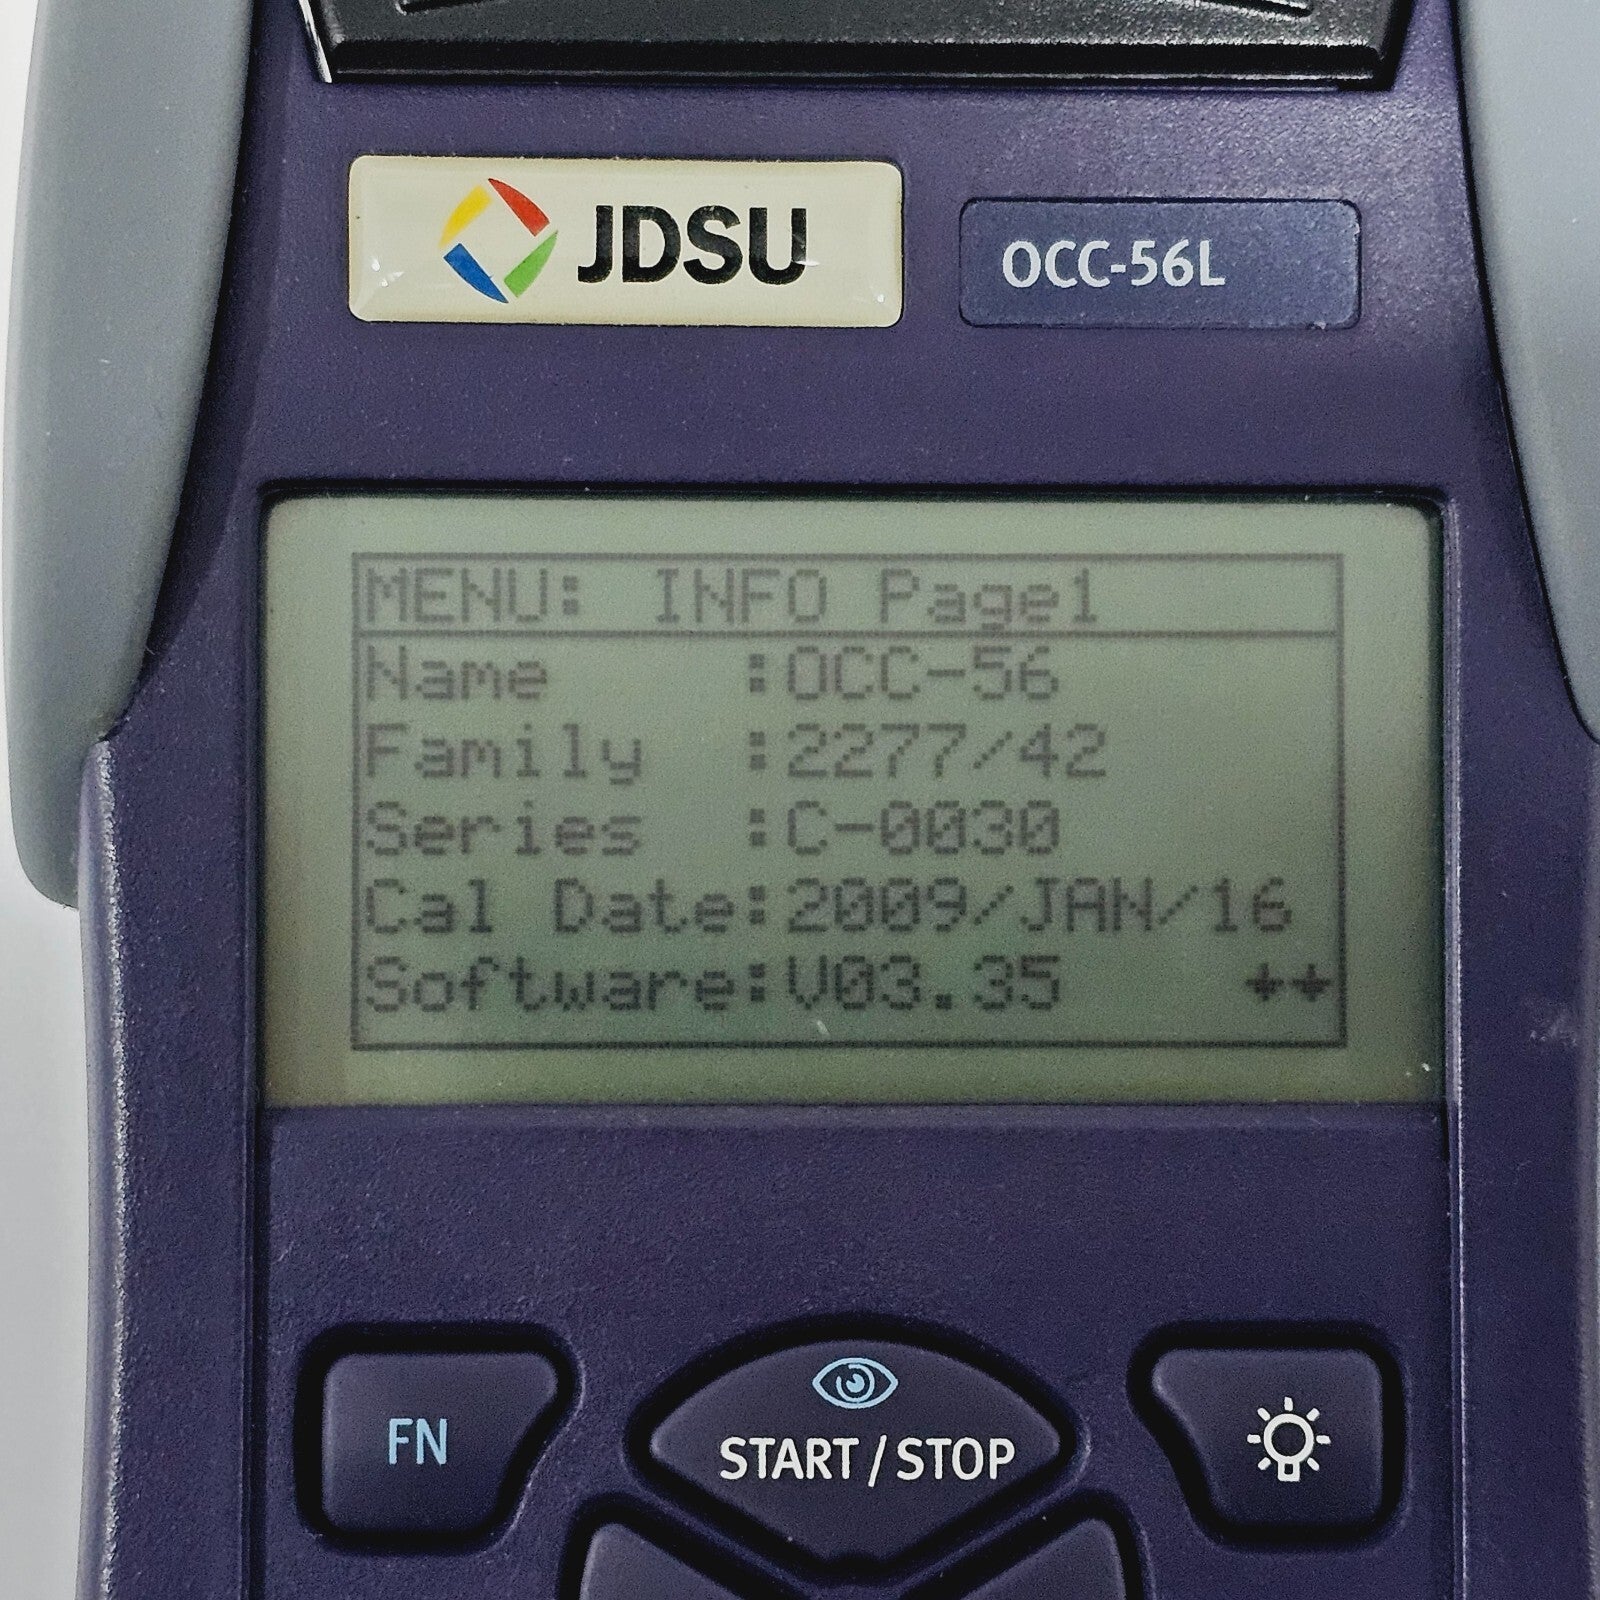 JDSU
OCC-56L
MENU: INFO Page1
Name :OCC-56
Family :2277/42
Series :C-0030
Cal Date:2009/JAN/16
Software:V03.35
FN
START / STOP